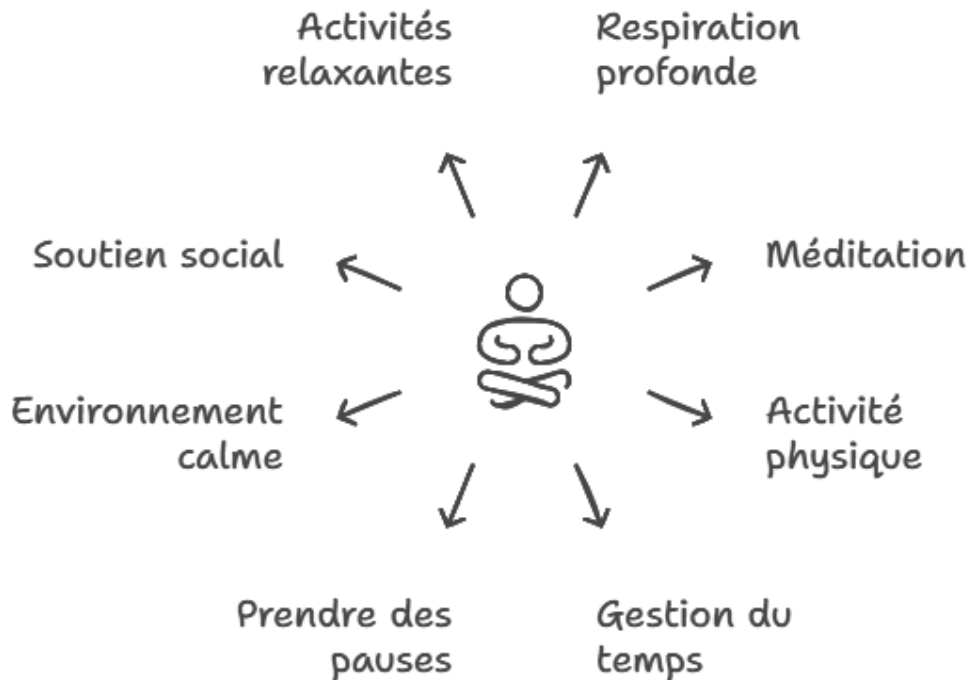 Activités
relaxantes
Respiration
profonde
Soutien social
Méditation
Environnement
calme
Activité
physique
Prendre des
pauses
Gestion du
temps